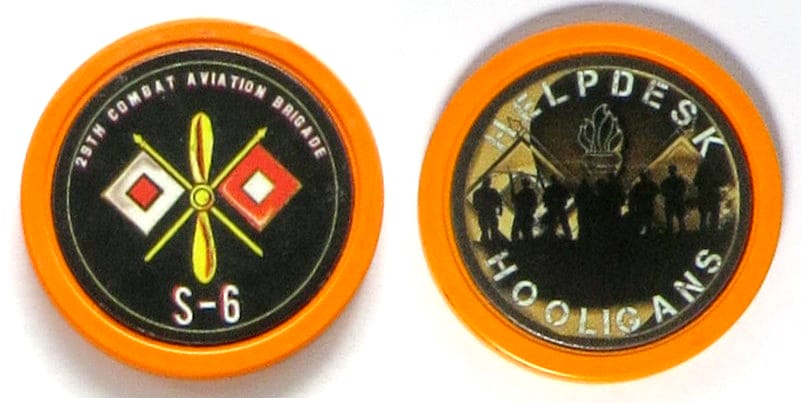 29TH COMBAT AVIATION BRIGADE
S-6
HELPDESK
HOOLIGANS